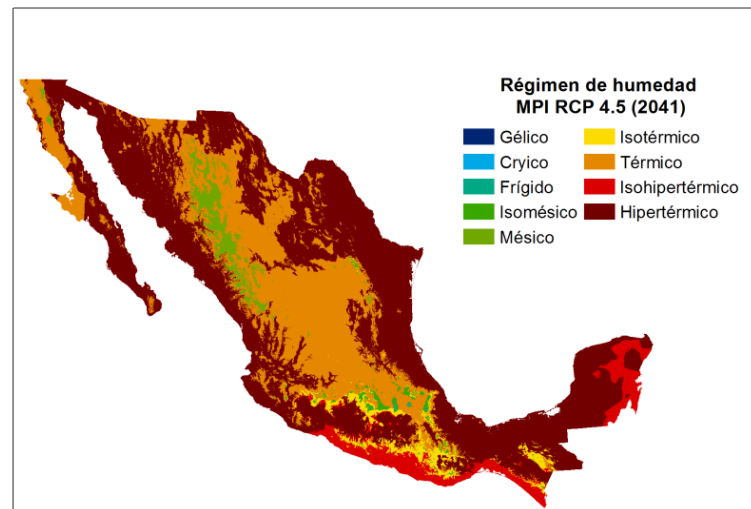 Régimen de humedad
MPI RCP 4.5 (2041)
Gélico
Cryico
Frígido
Isomésico
Mésico
Isotérmico
Térmico
Isohipertérmico
Hipertérmico